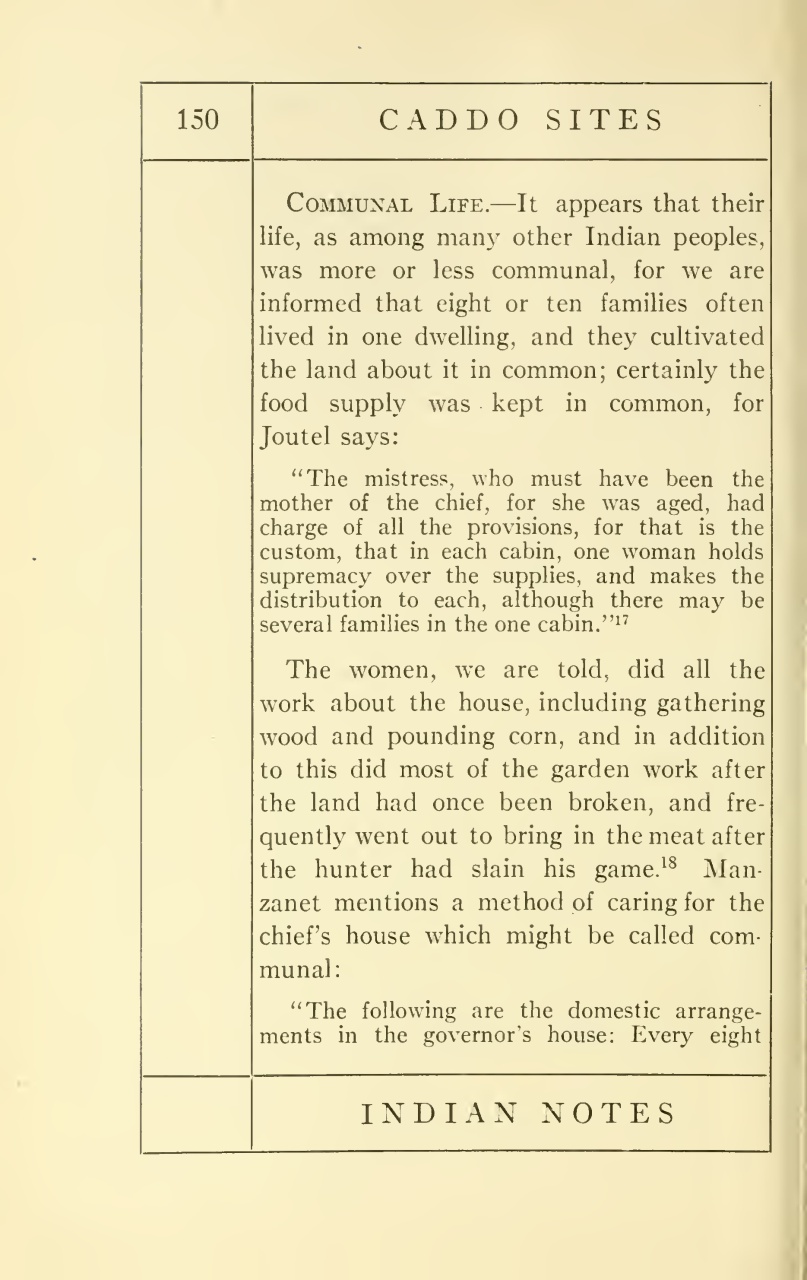 150
CADDO SITES
COMMUNAL LIFE.—It appears that their
life, as among many other Indian peoples,
was more or less communal, for we are
informed that eight or ten families often
lived in one dwelling, and they cultivated
the land about it in common; certainly the
food supply was kept in common, for
Joutel says:
“The mistress, who must have been the
mother of the chief, for she was aged, had
charge of all the provisions, for that is the
custom, that in each cabin, one woman holds
supremacy over the supplies, and makes the
distribution to each, although there may be
several families in the one cabin.”¹⁷
The women, we are told, did all the
work about the house, including gathering
wood and pounding corn, and in addition
to this did most of the garden work after
the land had once been broken, and fre-
quently went out to bring in the meat after
the hunter had slain his game.¹⁸ Man-
zanet mentions a method of caring for the
chief's house which might be called com-
munal:
“The following are the domestic arrange-
ments in the governor's house: Every eight
INDIAN NOTES